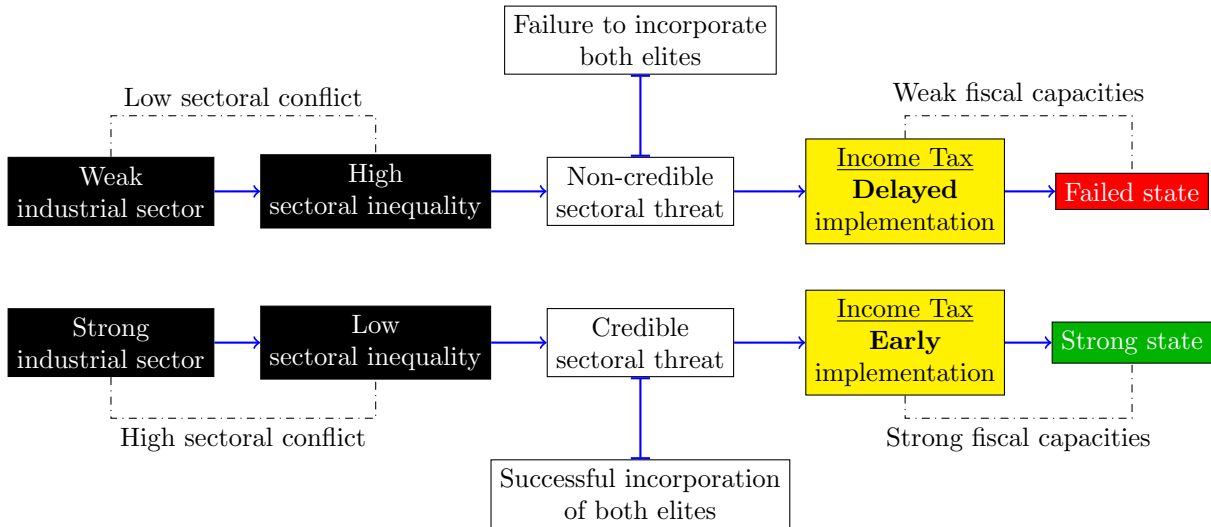 Failure to incorporate
both elites
Low sectoral conflict
Weak fiscal capacities
Weak
industrial sector
High
sectoral inequality
Non-credible
sectoral threat
Income Tax
Delayed
implementation
Failed state
Strong
industrial sector
Low
sectoral inequality
Credible
sectoral threat
Income Tax
Early
implementation
Strong state
High sectoral conflict
Strong fiscal capacities
Successful incorporation
of both elites